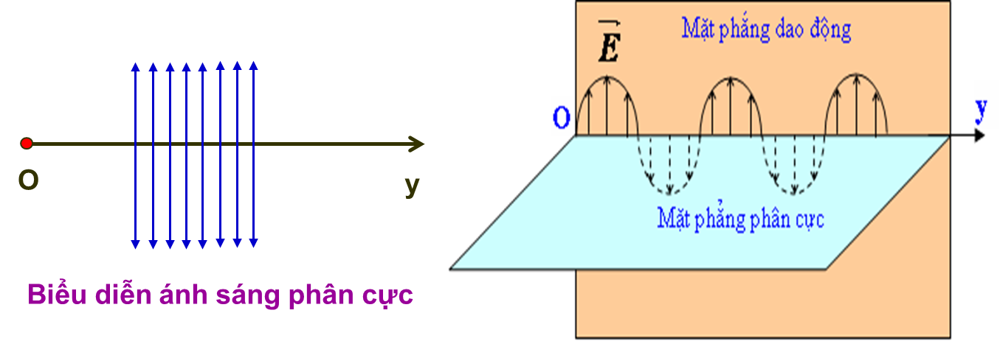 O
y
Biểu diễn ánh sáng phân cực
Mặt phẳng dao động
E
O
y
Mặt phẳng phân cực